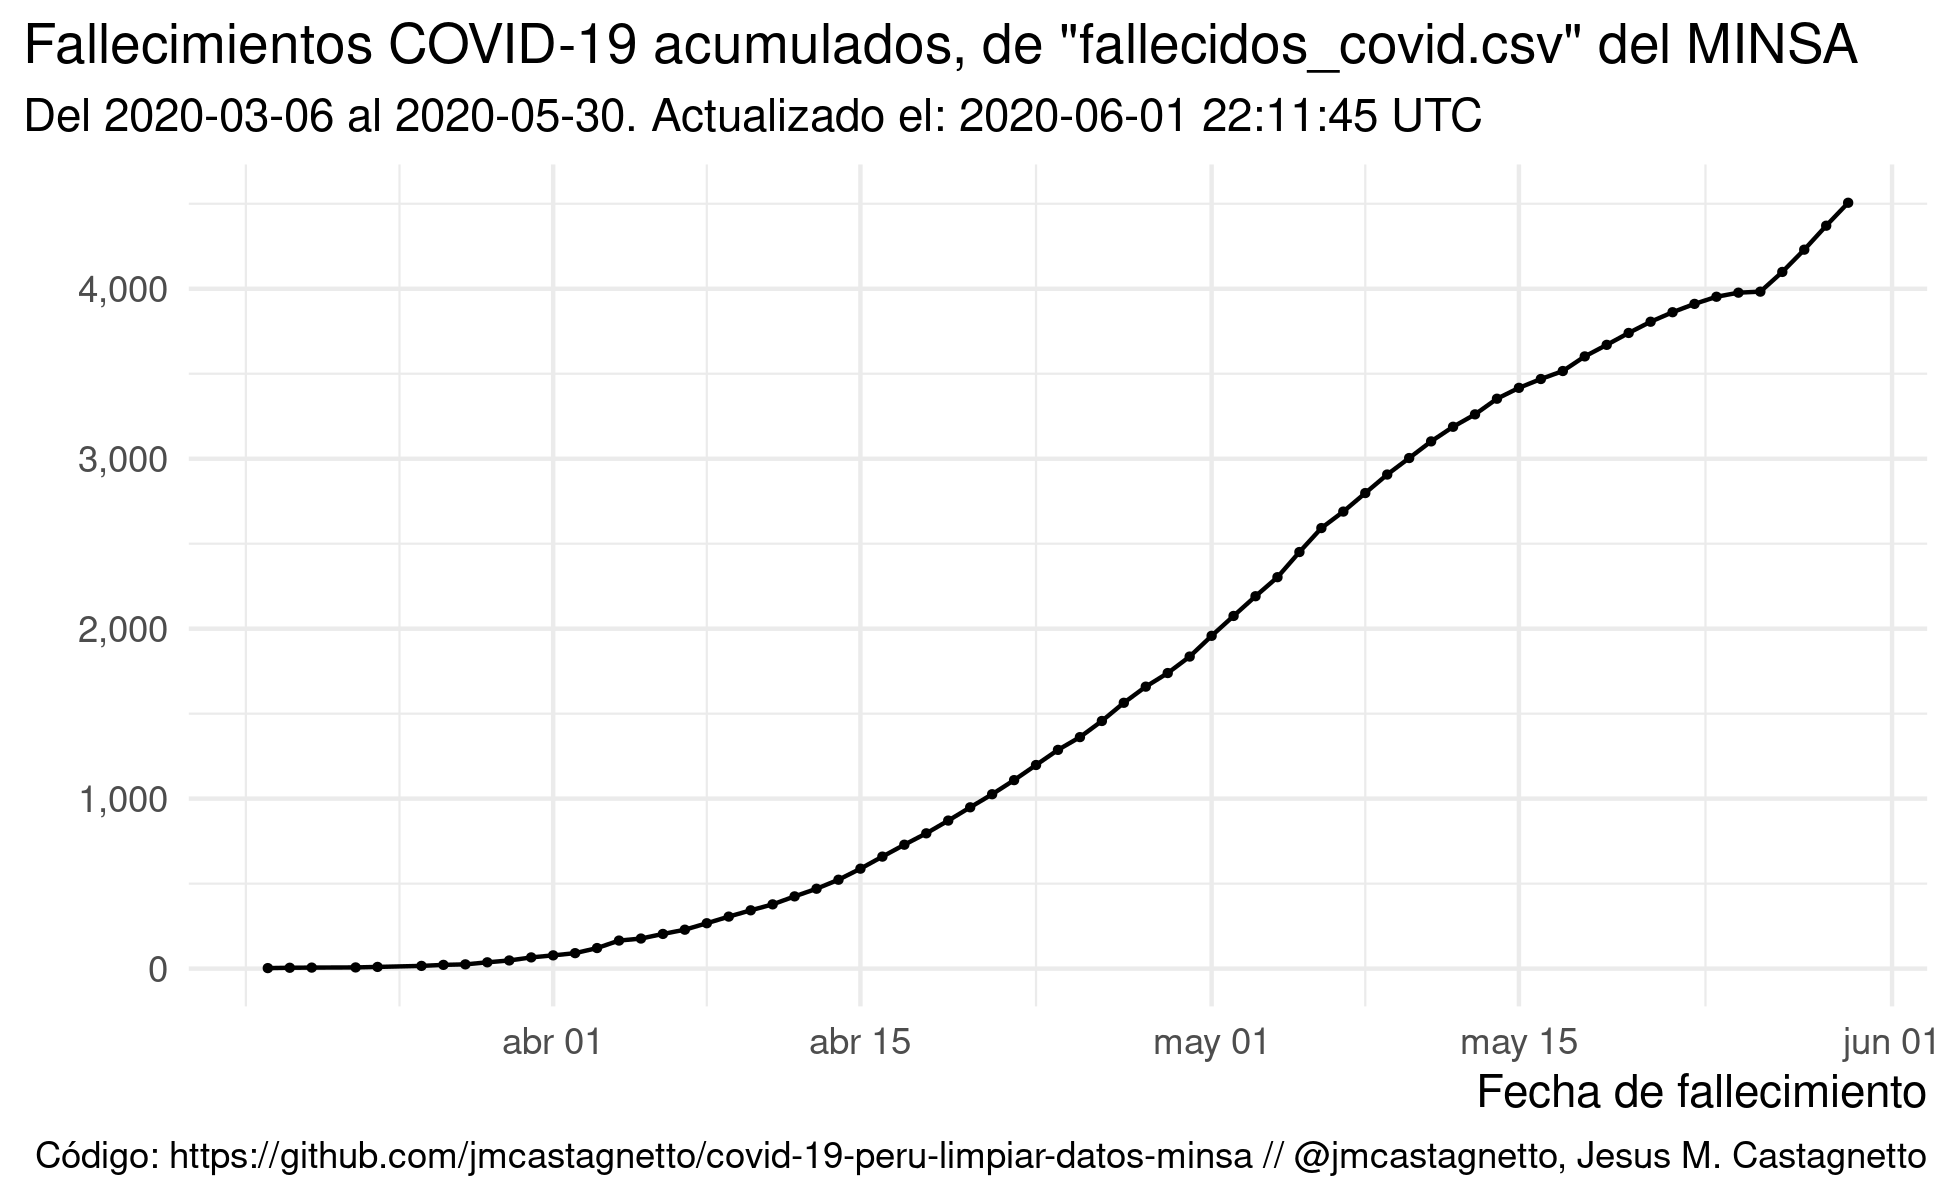 Fallecimientos COVID-19 acumulados, de "fallecidos_covid.csv" del MINSA
Del 2020-03-06 al 2020-05-30. Actualizado el: 2020-06-01 22:11:45 UTC
4,000
3,000
2,000
1,000
0
abr 01
abr 15
may 01
may 15
jun 01
Fecha de fallecimiento
Código: https://github.com/jmcastagnetto/covid-19-peru-limpiar-datos-minsa // @jmcastagnetto, Jesus M. Castagnetto